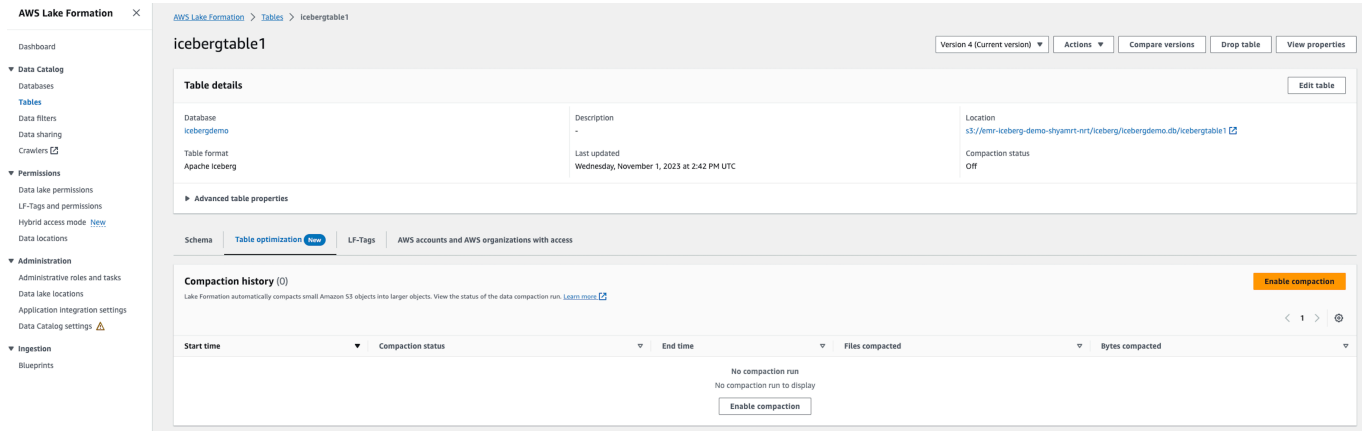 AWS Lake Formation
Dashboard
Data Catalog
Databases
Tables
Data filters
Data sharing
Crawlers
Permissions
Data lake permissions
LF-Tags and permissions
Hybrid access mode New
Data locations
Administration
Administrative roles and tasks
Data lake locations
Application integration settings
Data Catalog settings
Ingestion
Blueprints
AWS Lake Formation > Tables > icebergtable1
icebergtable1
Version 4 (Current version) Actions Compare versions Drop table View properties
Table details
Edit table
Database Description Location
icebergdemo - s3://emr-iceberg-demo-shyamrt-nrt/iceberg/icebergdemo.db/icebergtable1
Table format Last updated Compaction status
Apache Iceberg Wednesday, November 1, 2023 at 2:42 PM UTC Off
Advanced table properties
Schema Table optimization New LF-Tags AWS accounts and AWS organizations with access
Compaction history (0)
Enable compaction
Lake Formation automatically compacts small Amazon S3 objects into larger objects. View the status of the data compaction run. Learn more
< 1 >
Start time Compaction status End time Files compacted Bytes compacted
No compaction run
No compaction run to display
Enable compaction